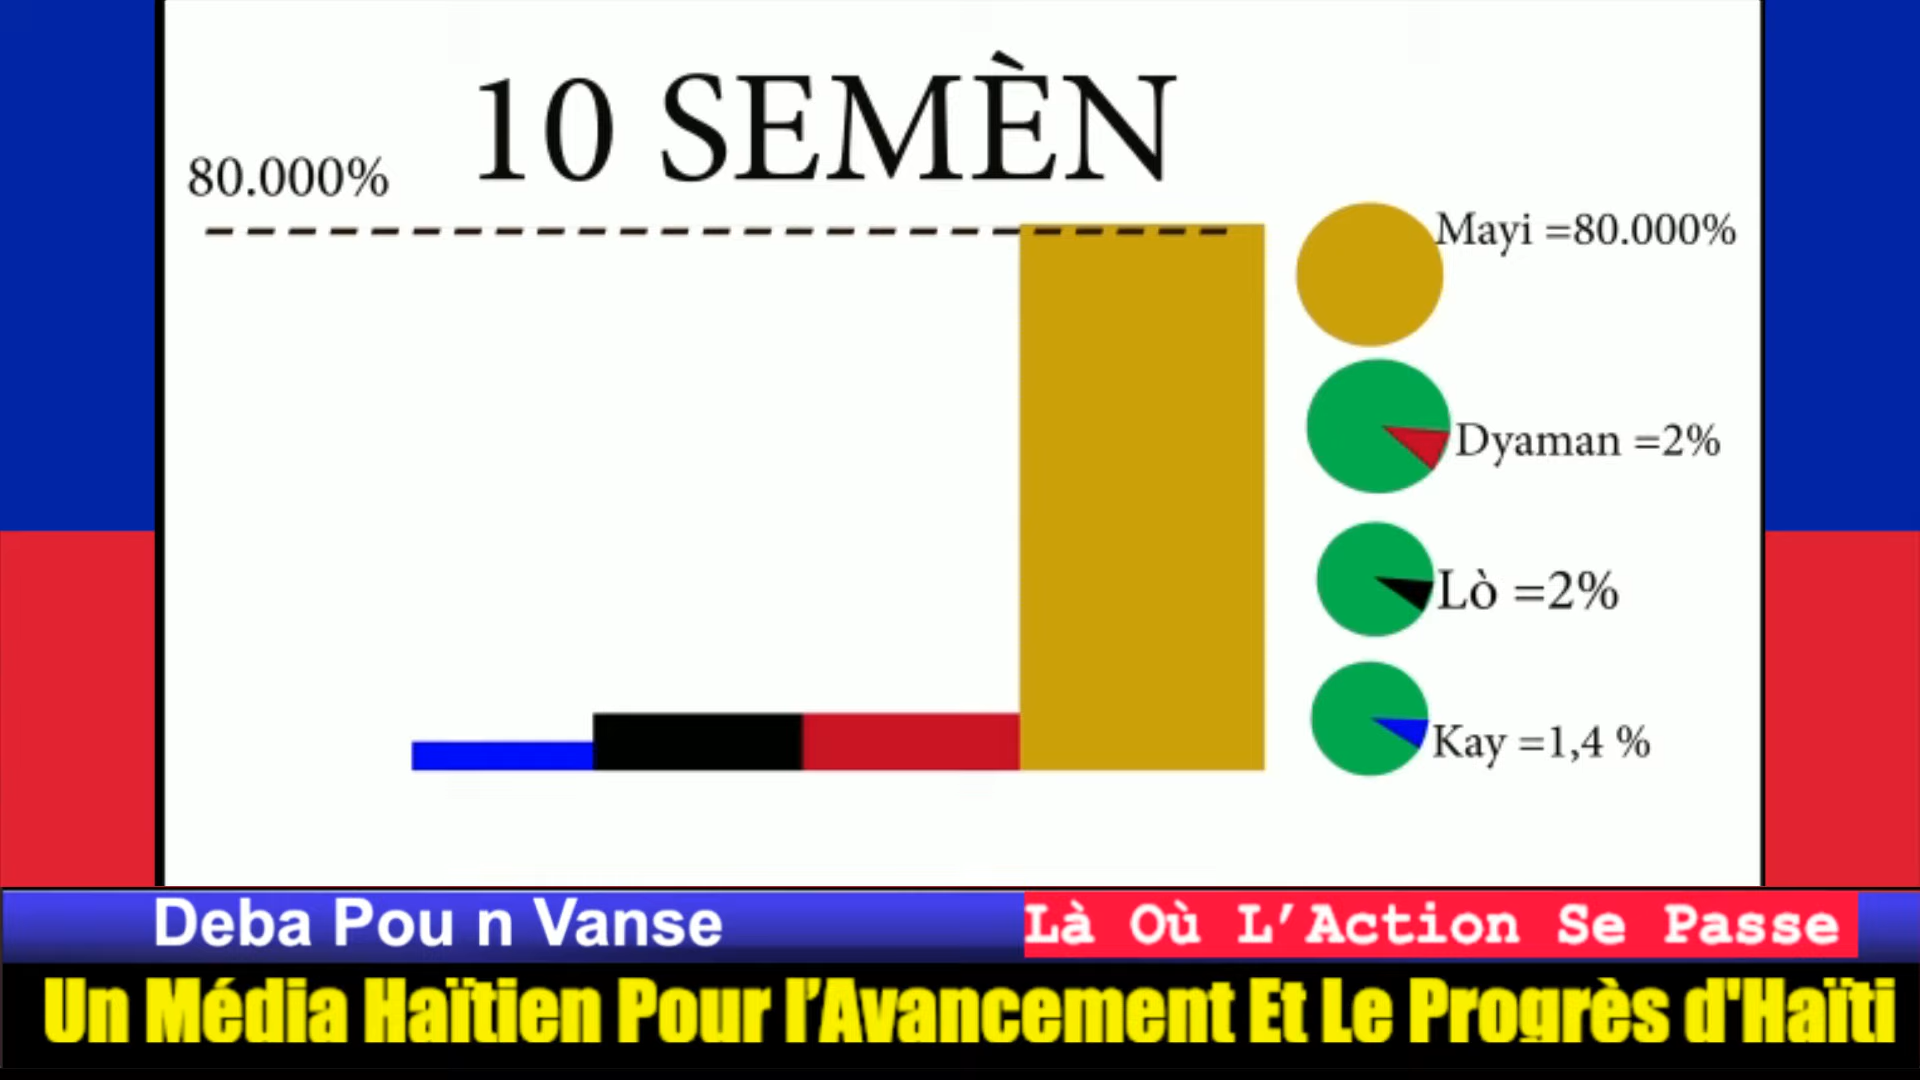 10 SEMÈN
80.000%
Mayi =80.000%
Dyaman =2%
Lò =2%
Kay =1,4 %
Deba Pou n Vanse
Là Où L’Action Se Passe
Un Média Haïtien Pour l’Avancement Et Le Progrès d'Haïti